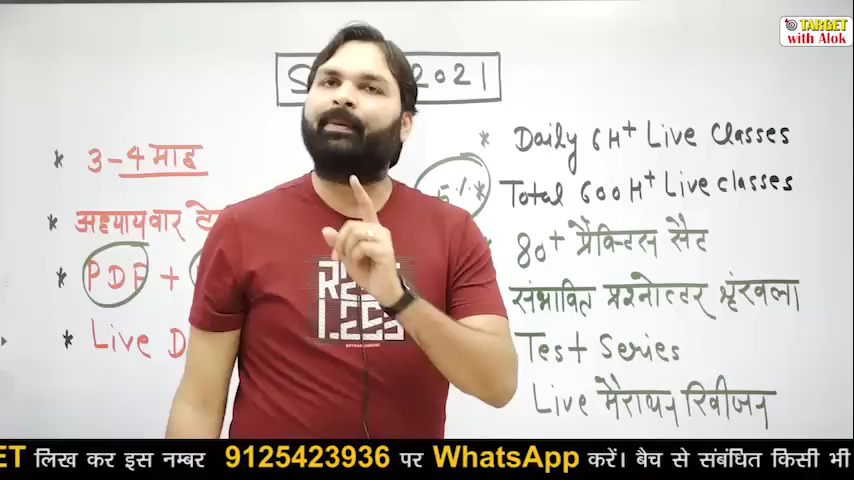 TARGET
with Alok
2021
* 3-4 माह
* अध्यायवार
* PDF +
* Live D
* Daily 6H+ Live Classes
* Total 600H+ Live classes
80+ प्रैक्टिस सैट
संभावित प्रश्नोत्तर श्रृंखला
Test Series
Live मैराथन रिवीजन
ET लिख कर इस नम्बर 9125423936 पर WhatsApp करें। बैच से संबंधित किसी भी